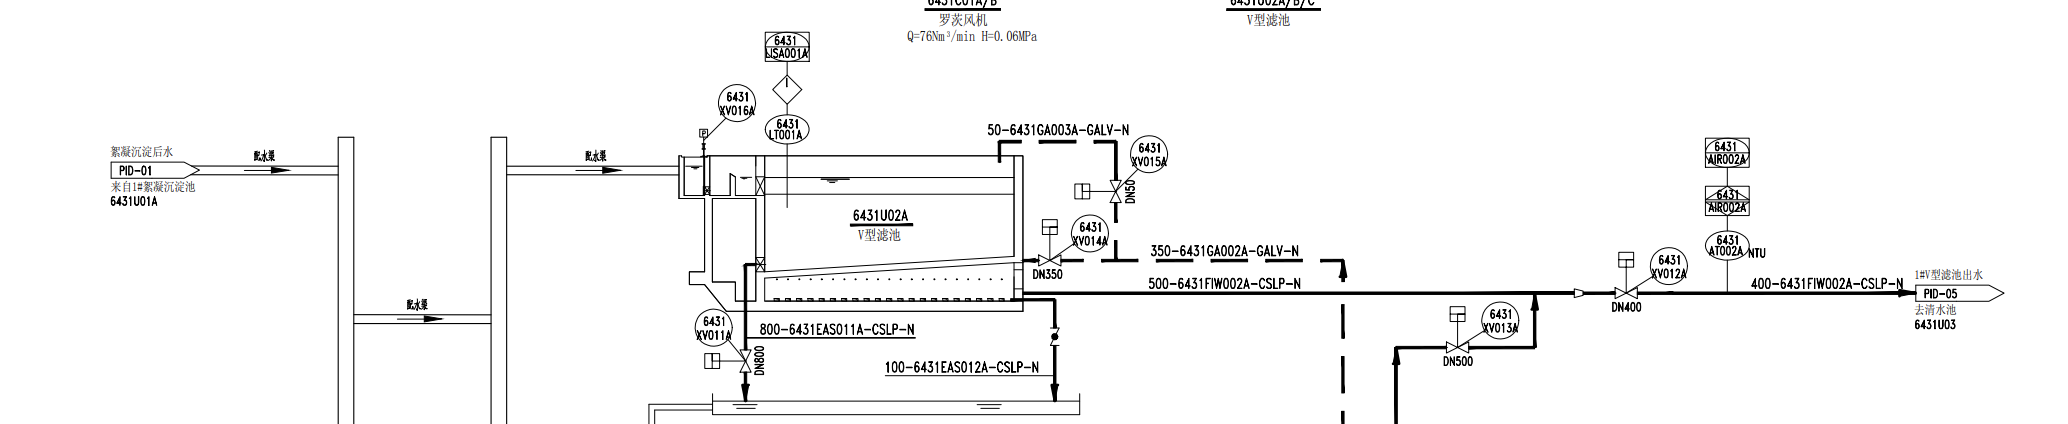 6431C01A/B
罗茨风机
Q=76Nm³/min H=0.06MPa
6431U02A/B/C
V型滤池
6431
LISA001A
I
6431
LT001A
6431
XV016A
P
50-6431GA003A-GALV-N
6431
XV015A
DN50
6431
AIR002A
6431
AIR002A
6431
AT002A
NTU
絮凝沉淀后水
PID-01
来自1#絮凝沉淀池
6431U01A
配水渠
配水渠
配水渠
6431U02A
V型滤池
6431
XV014A
DN350
350-6431GA002A-GALV-N
500-6431FIW002A-CSLP-N
6431
XV012A
DN400
400-6431FIW002A-CSLP-N
1#V型滤池出水
PID-05
去清水池
6431U03
6431
XV013A
DN500
6431
XV011A
DN800
800-6431EAS011A-CSLP-N
100-6431EAS012A-CSLP-N